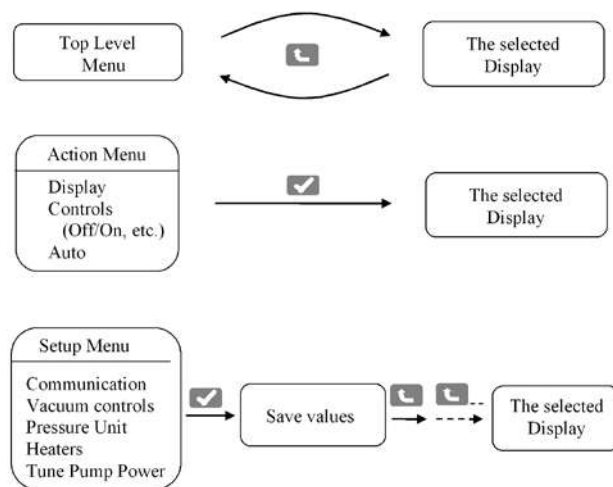 Top Level
Menu
The selected
Display
Action Menu
Display
Controls
(Off/On, etc.)
Auto
The selected
Display
Setup Menu
Communication
Vacuum controls
Pressure Unit
Heaters
Tune Pump Power
Save values
The selected
Display